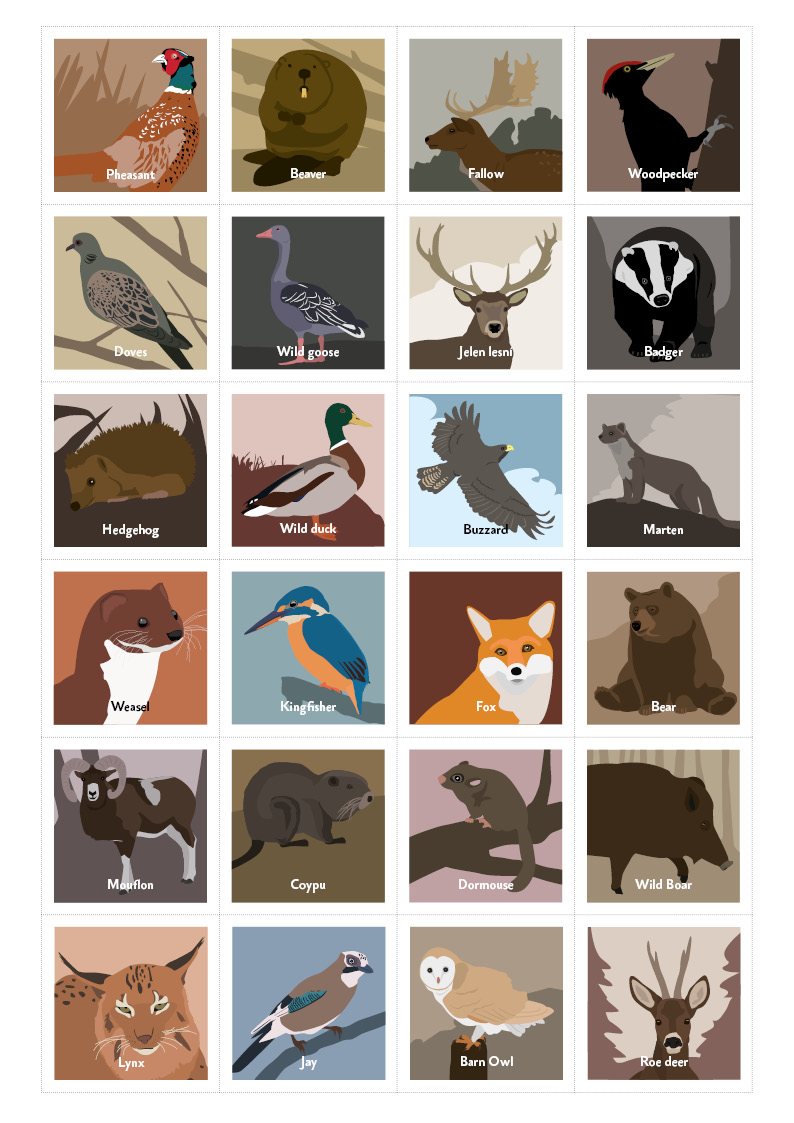 Pheasant
Beaver
Fallow
Woodpecker
Doves
Wild goose
Jelen lesní
Badger
Hedgehog
Wild duck
Buzzard
Marten
Weasel
Kingfisher
Fox
Bear
Mouflon
Coypu
Dormouse
Wild Boar
Lynx
Jay
Barn Owl
Roe deer